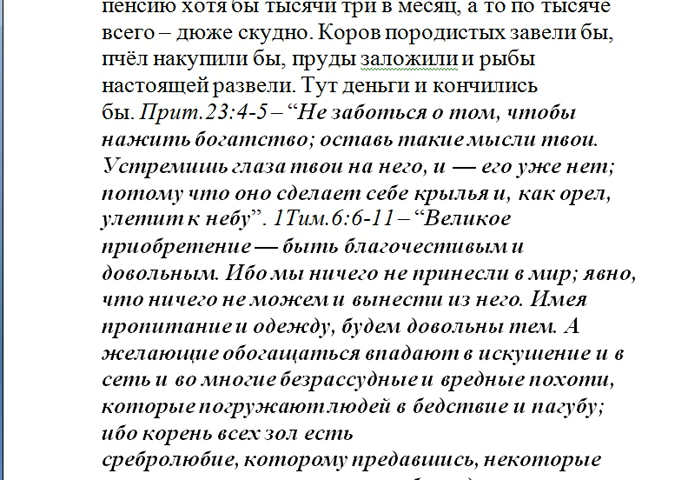 пенсию хотя бы тысячи три в месяц, а то по тысяче
всего – дюже скудно. Коров породистых завели бы,
пчёл накупили бы, пруды заложили и рыбы
настоящей развели. Тут деньги и кончились
бы. Прит.23:4-5 – “Не заботься о том, чтобы
нажить богатство; оставь такие мысли твои.
Устремишь глаза твои на него, и — его уже нет;
потому что оно сделает себе крылья и, как орел,
улетит к небу”. 1Тим.6:6-11 – “Великое
приобретение — быть благочестивым и
довольным. Ибо мы ничего не принесли в мир; явно,
что ничего не можем и вынести из него. Имея
пропитание и одежду, будем довольны тем. А
желающие обогащаться впадают в искушение и в
сеть и во многие безрассудные и вредные похоти,
которые погружают людей в бедствие и пагубу;
ибо корень всех зол есть
сребролюбие, которому предавшись, некоторые